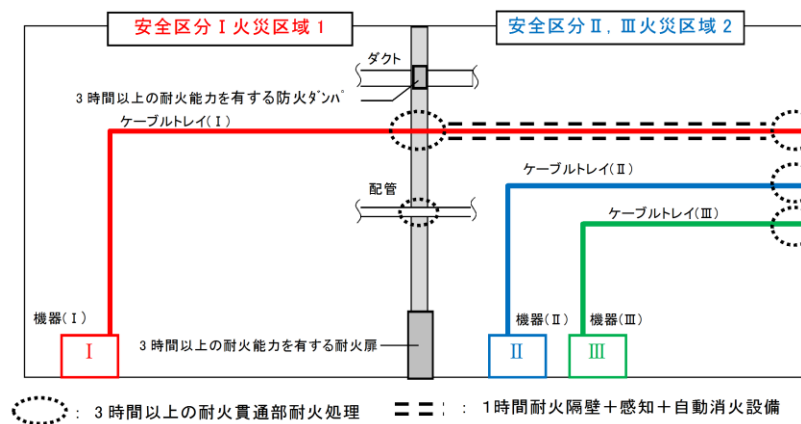 安全区分Ⅰ火災区域1
安全区分Ⅱ,Ⅲ火災区域2
ダクト
3時間以上の耐火能力を有する防火ダンパ
ケーブルトレイ(Ⅰ)
ケーブルトレイ(Ⅱ)
配管
ケーブルトレイ(Ⅲ)
機器(Ⅰ)
機器(Ⅱ)
機器(Ⅲ)
3時間以上の耐火能力を有する耐火扉
Ⅰ
Ⅱ
Ⅲ
: 3時間以上の耐火貫通部耐火処理
: 1時間耐火隔壁+感知+自動消火設備